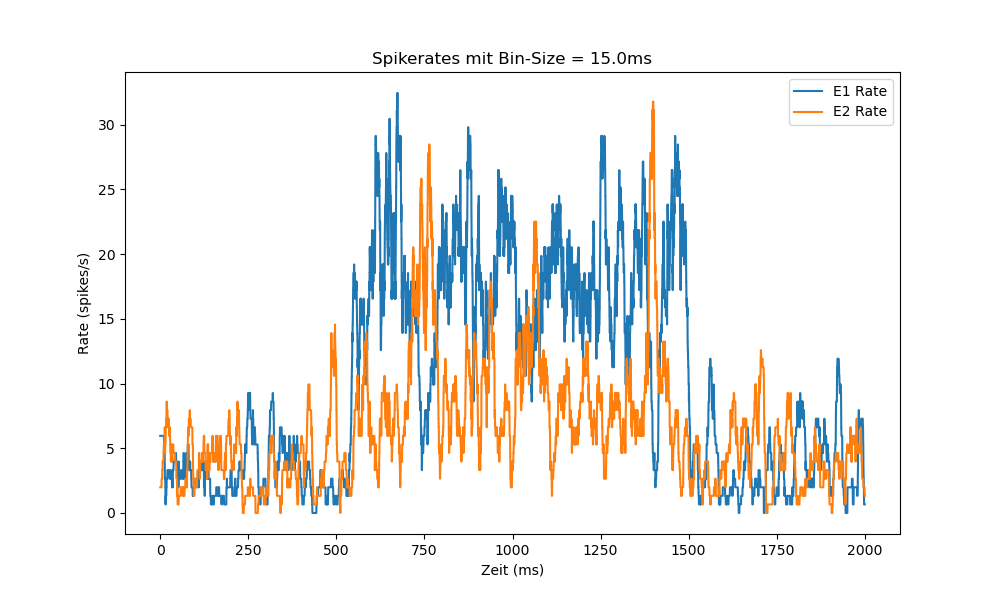 Spikerates mit Bin-Size = 15.0ms
E1 Rate
E2 Rate
Rate (spikes/s)
30
25
20
15
10
5
0
0 250 500 750 1000 1250 1500 1750 2000
Zeit (ms)